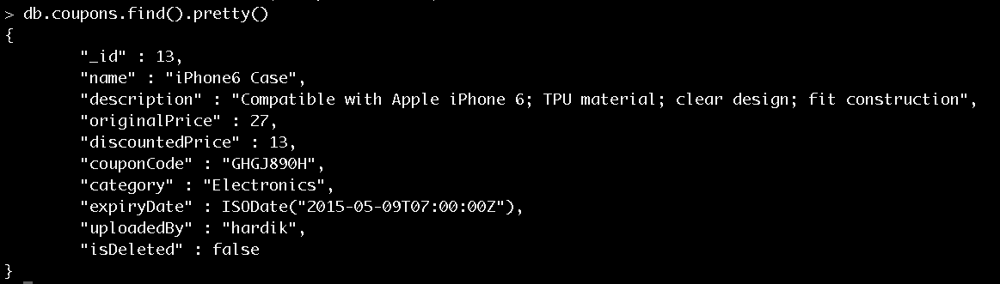 > db.coupons.find().pretty()
{
        "_id" : 13,
        "name" : "iPhone6 Case",
        "description" : "Compatible with Apple iPhone 6; TPU material; clear design; fit construction",
        "originalPrice" : 27,
        "discountedPrice" : 13,
        "couponCode" : "GHGJ890H",
        "category" : "Electronics",
        "expiryDate" : ISODate("2015-05-09T07:00:00Z"),
        "uploadedBy" : "hardik",
        "isDeleted" : false
}